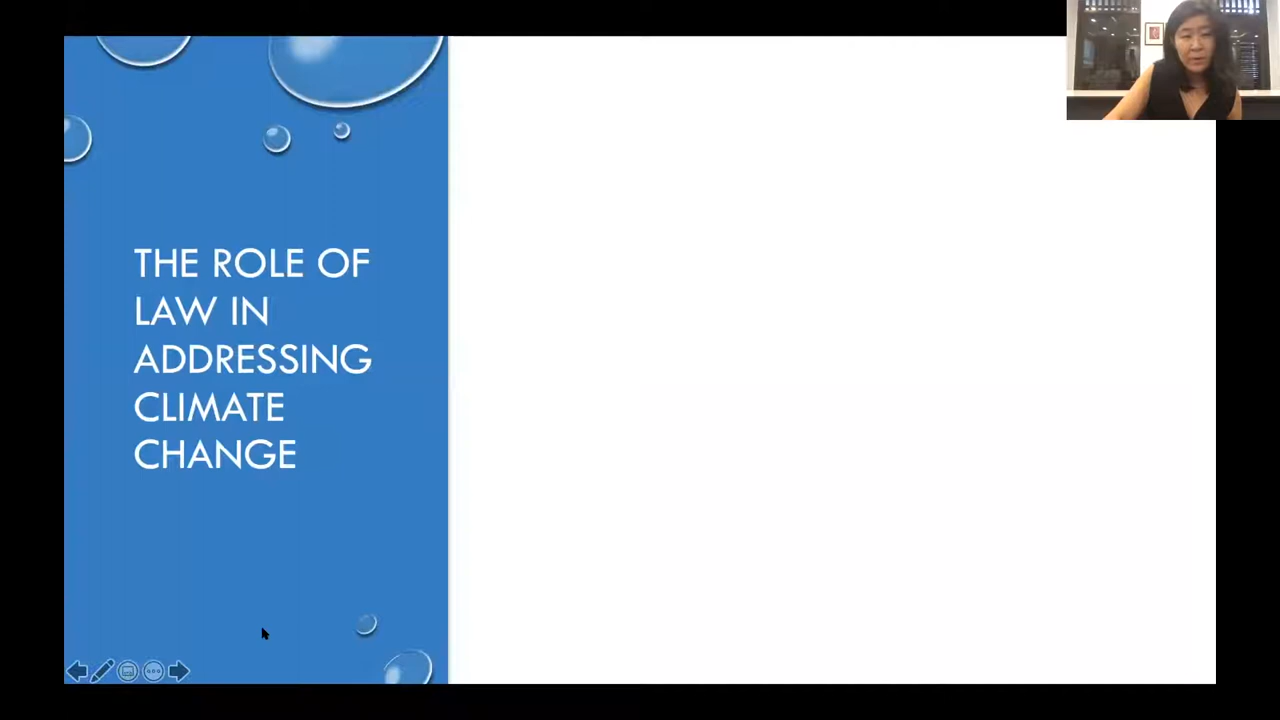 THE ROLE OF
LAW IN
ADDRESSING
CLIMATE
CHANGE